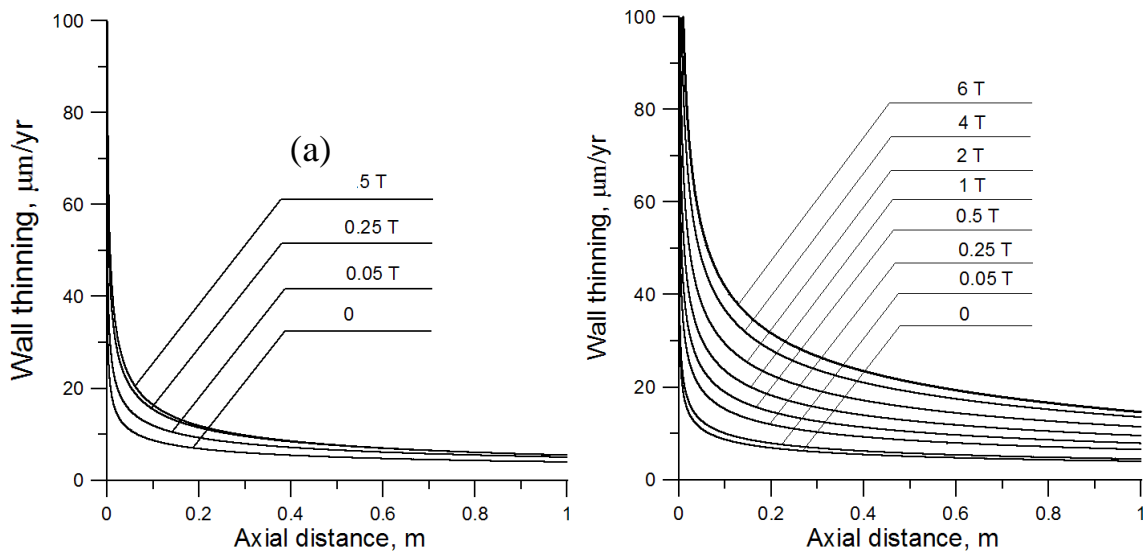 100
80
60
40
20
0
Wall thinning, μm/yr
(a)
.5 T
0.25 T
0.05 T
0
0 0.2 0.4 0.6 0.8 1
Axial distance, m
100
80
60
40
20
0
Wall thinning, μm/yr
6 T
4 T
2 T
1 T
0.5 T
0.25 T
0.05 T
0
0 0.2 0.4 0.6 0.8 1
Axial distance, m